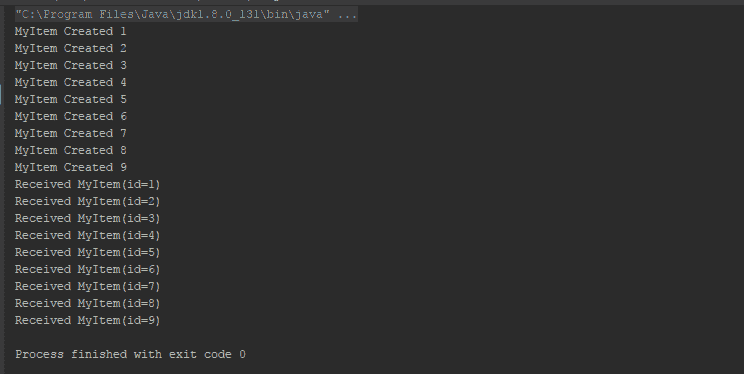 "C:\Program Files\Java\jdk1.8.0_131\bin\java" ...
MyItem Created 1
MyItem Created 2
MyItem Created 3
MyItem Created 4
MyItem Created 5
MyItem Created 6
MyItem Created 7
MyItem Created 8
MyItem Created 9
Received MyItem(id=1)
Received MyItem(id=2)
Received MyItem(id=3)
Received MyItem(id=4)
Received MyItem(id=5)
Received MyItem(id=6)
Received MyItem(id=7)
Received MyItem(id=8)
Received MyItem(id=9)
Process finished with exit code 0